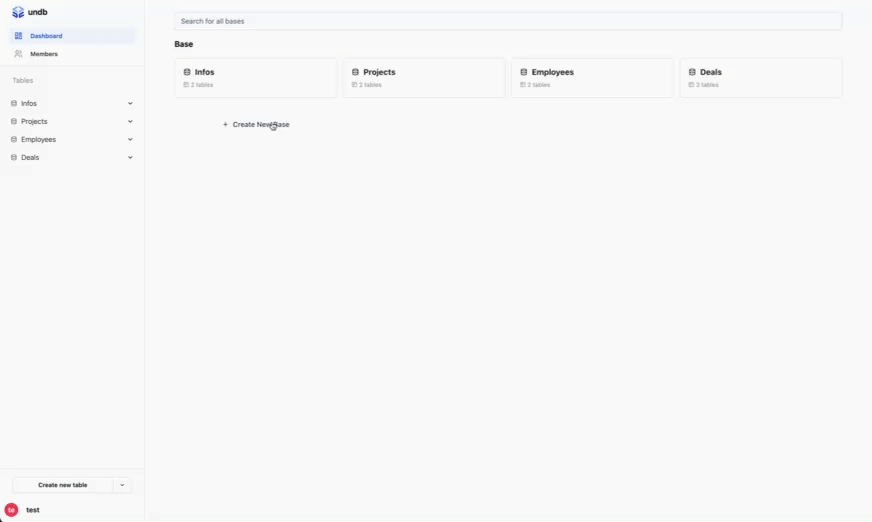 undb
Dashboard
Members
Tables
Infos
Projects
Employees
Deals
Create new table
te
test
Search for all bases
Base
Infos
2 tables
Projects
2 tables
Employees
2 tables
Deals
3 tables
+ Create New Base